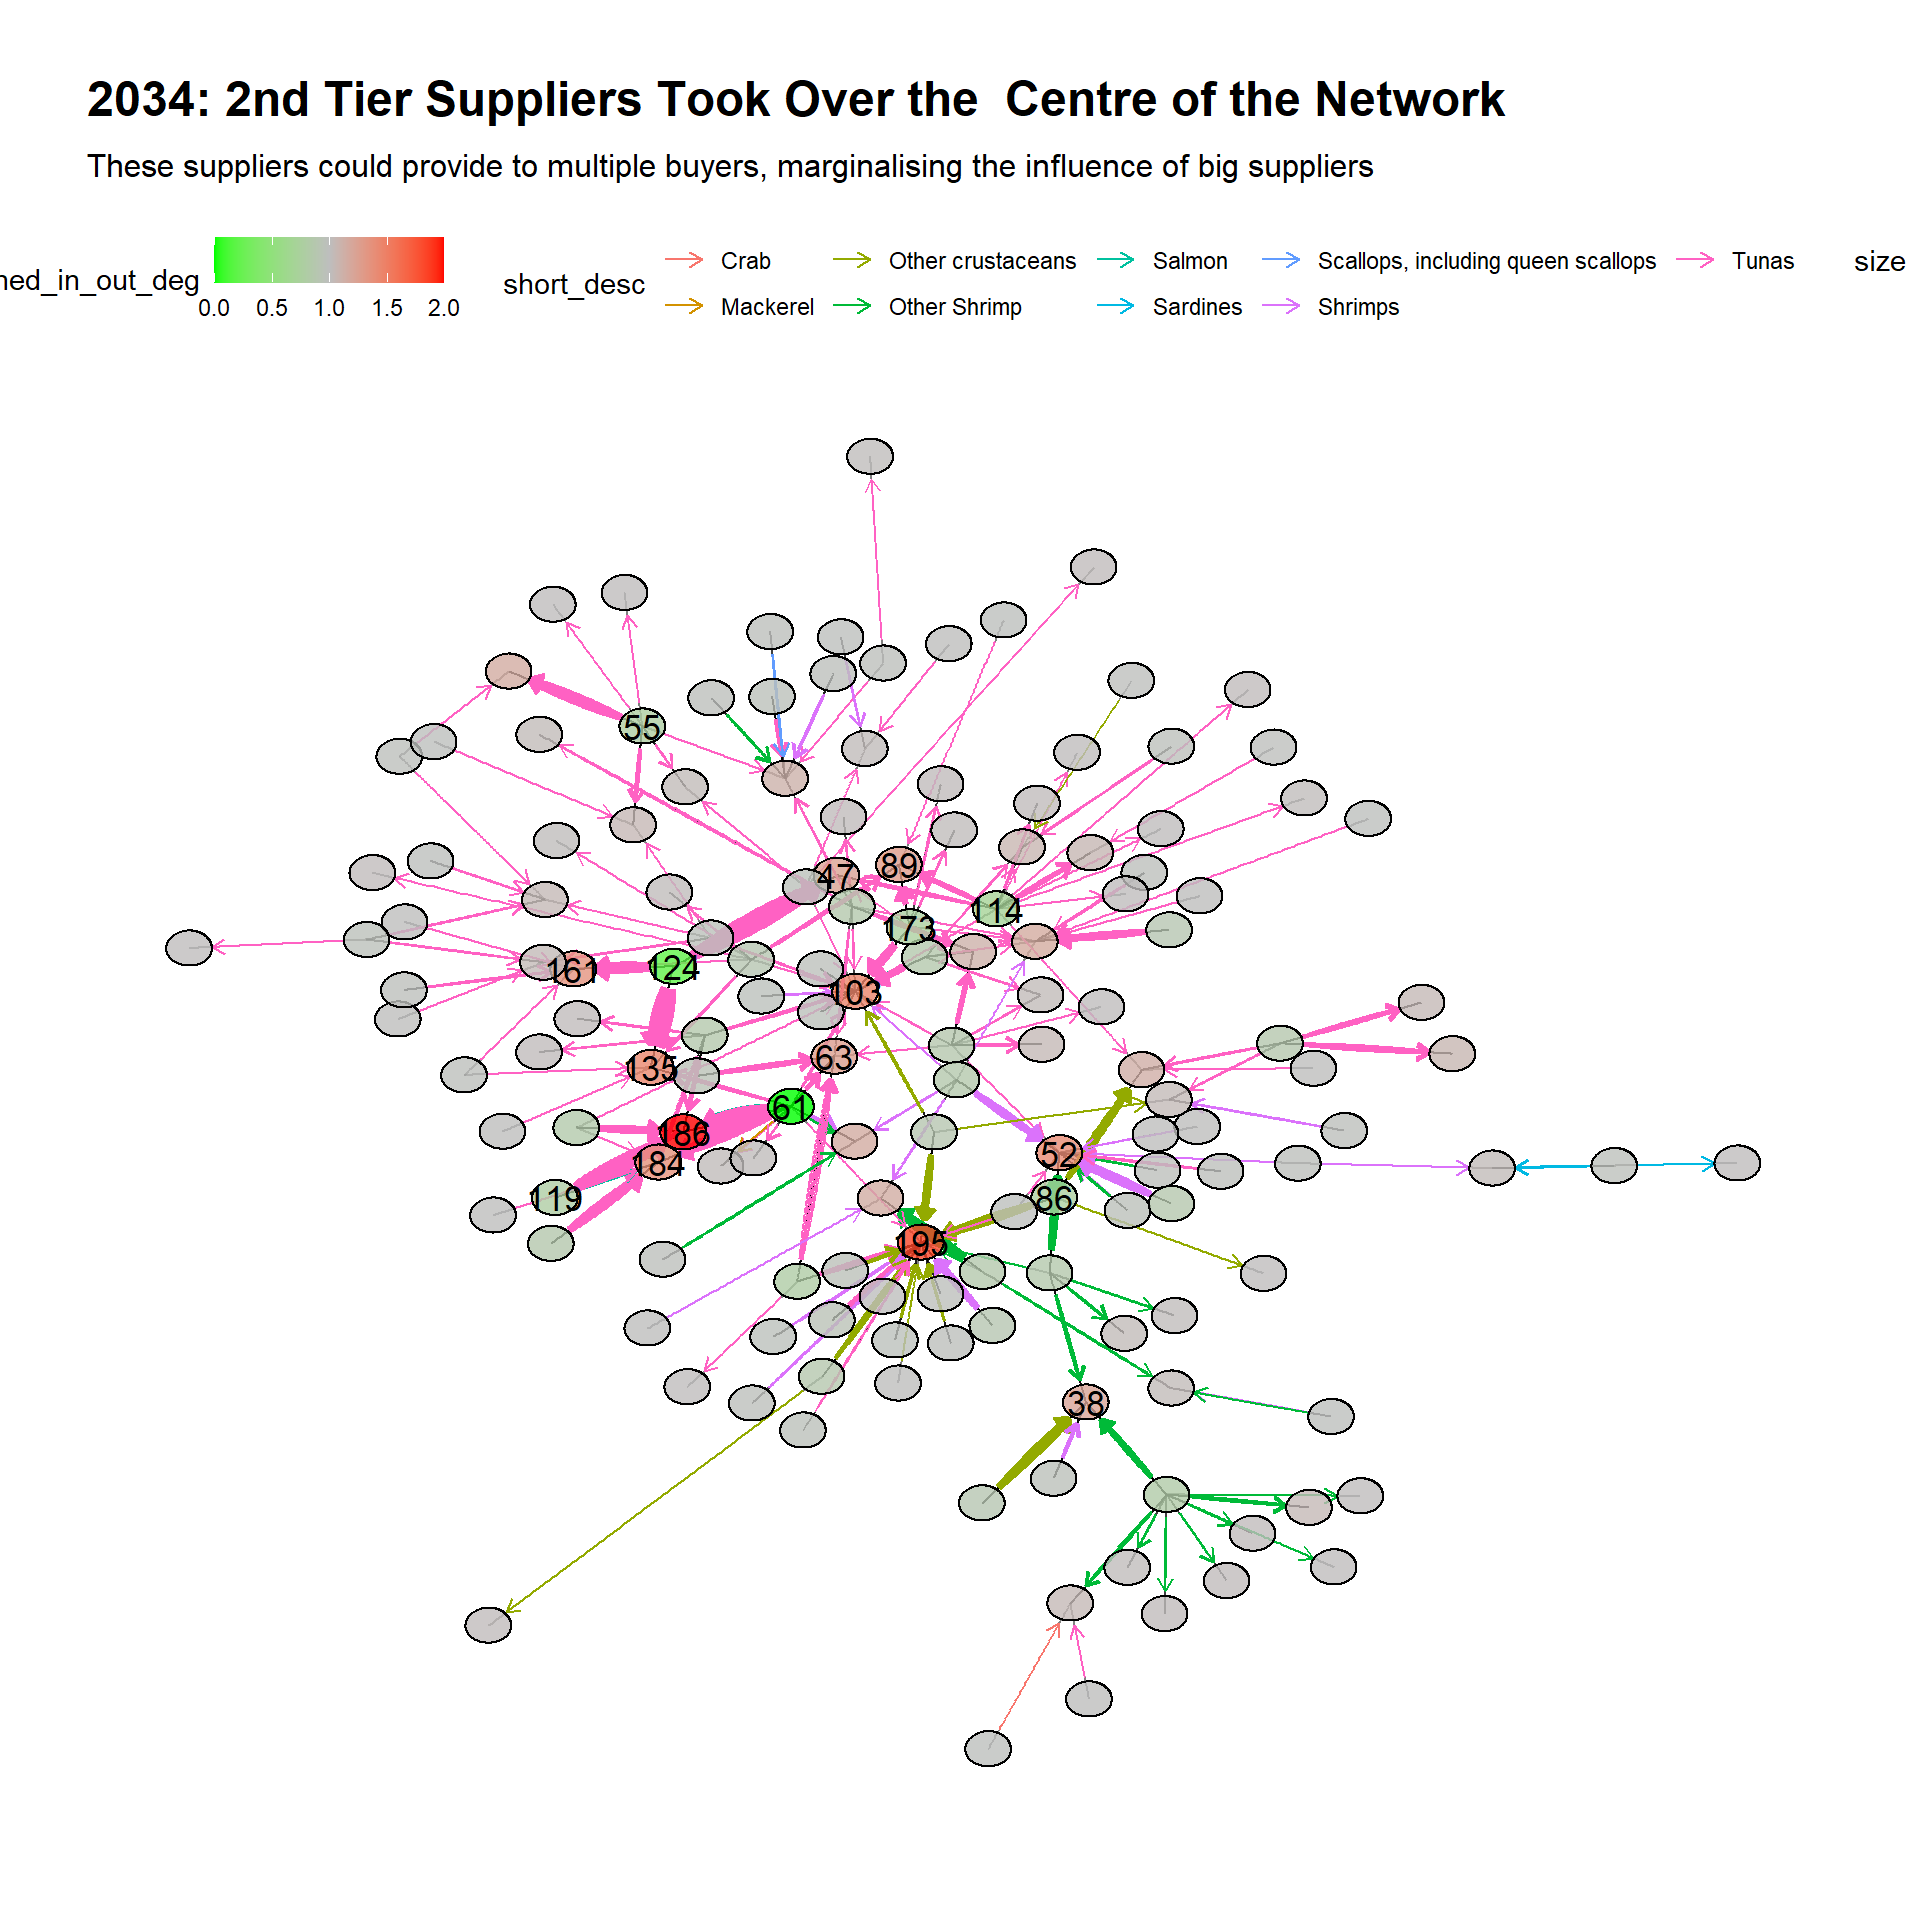 2034: 2nd Tier Suppliers Took Over the  Centre of the Network
These suppliers could provide to multiple buyers, marginalising the influence of big suppliers
ned_in_out_deg
0.0 0.5 1.0 1.5 2.0
short_desc
Crab
Other crustaceans
Salmon
Scallops, including queen scallops
Tunas
size
Mackerel
Other Shrimp
Sardines
Shrimps
55
47
89
114
173
161
124
103
135
63
61
186
184
52
119
86
195
38